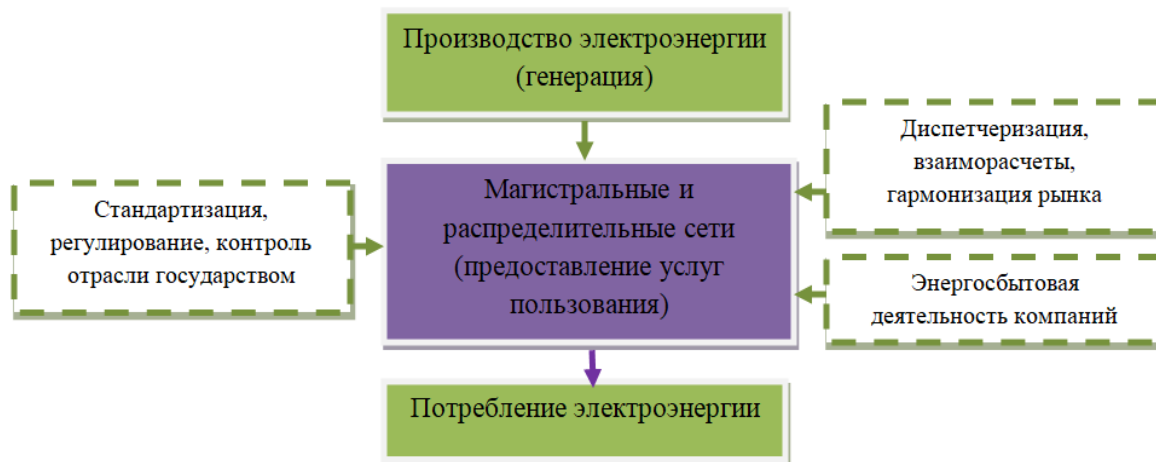 Производство электроэнергии
(генерация)
Диспетчеризация,
взаиморасчеты,
гармонизация рынка
Стандартизация,
регулирование, контроль
отрасли государством
Магистральные и
распределительные сети
(предоставление услуг
пользования)
Энергосбытовая
деятельность компаний
Потребление электроэнергии